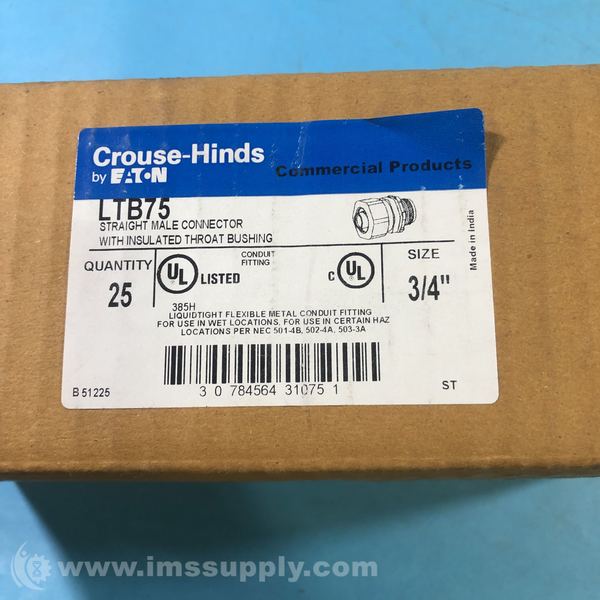 Crouse-Hinds
by EATON
Commercial Products
LTB75
STRAIGHT MALE CONNECTOR
WITH INSULATED THROAT BUSHING
Made in India
QUANTITY
25
UL LISTED
CONDUIT
FITTING
C UL
SIZE
3/4"
385H
LIQUIDTIGHT FLEXIBLE METAL CONDUIT FITTING
FOR USE IN WET LOCATIONS, FOR USE IN CERTAIN HAZ
LOCATIONS PER NEC 501-4B, 502-4A, 503-3A
3 0 784564 31075 1
B 51225
ST
www.imssupply.com